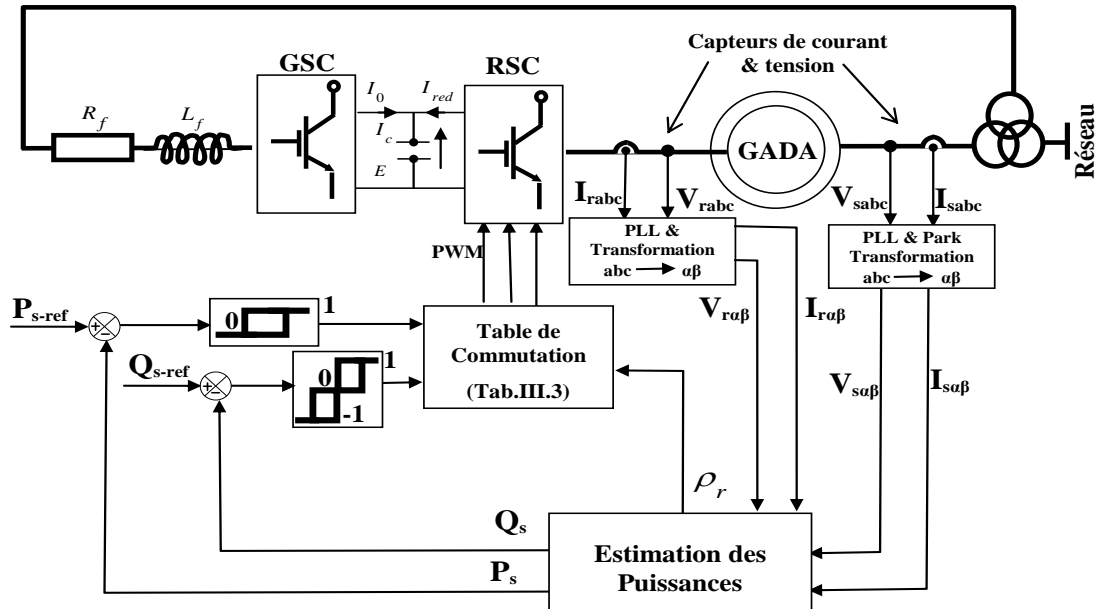 Capteurs de courant
& tension
GSC
RSC
I_0
I_red
R_f
L_f
I_c
E
GADA
Réseau
I_rabc
V_rabc
V_sabc
I_sabc
PLL &
Transformation
abc → αβ
PLL & Park
Transformation
abc → αβ
PWM
P_s-ref
0
1
V_rαβ
I_rαβ
Table de
Commutation
(Tab.III.3)
Q_s-ref
0
1
-1
V_sαβ
I_sαβ
ρ_r
Q_s
P_s
Estimation des
Puissances